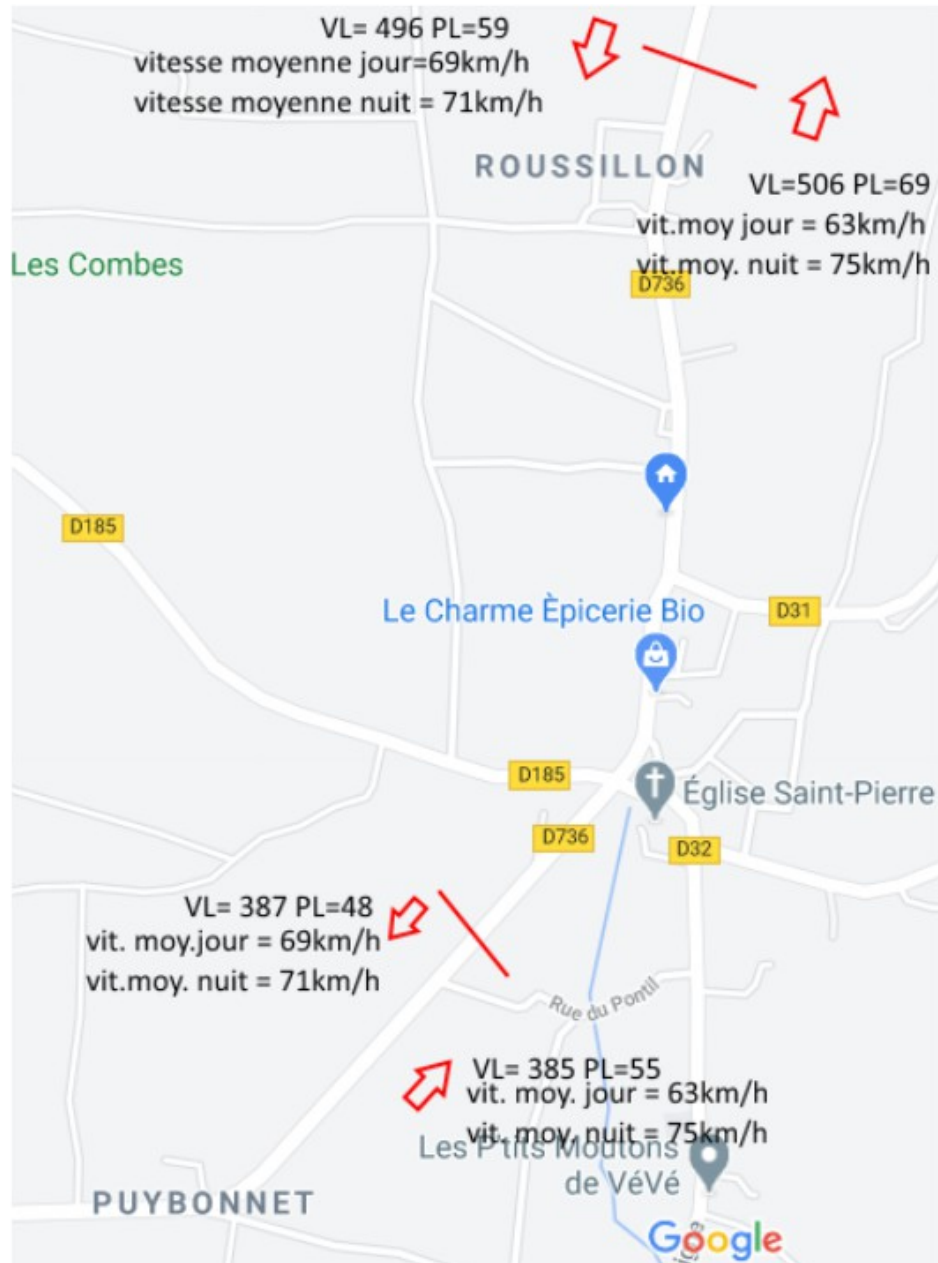 VL= 496 PL=59
vitesse moyenne jour=69km/h
vitesse moyenne nuit = 71km/h
ROUSSILLON
VL=506 PL=69
vit.moy jour = 63km/h
vit.moy. nuit = 75km/h
Les Combes
D736
D185
Le Charme Èpicerie Bio
D31
D185
Église Saint-Pierre
D736
D32
VL= 387 PL=48
vit. moy.jour = 69km/h
vit.moy. nuit = 71km/h
Rue du Pontil
VL= 385 PL=55
vit. moy. jour = 63km/h
vit. moy. nuit = 75km/h
Les P'tits Moutons
de VéVé
PUYBONNET
Google